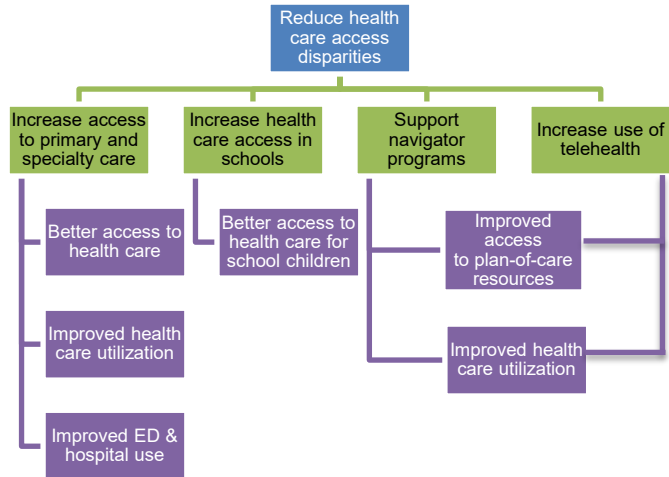 Reduce health
care access
disparities
Increase access
to primary and
specialty care
Increase health
care access in
schools
Support
navigator
programs
Increase use of
telehealth
Better access to
health care
Better access to
health care for
school children
Improved
access
to plan-of-care
resources
Improved health
care utilization
Improved health
care utilization
Improved ED &
hospital use